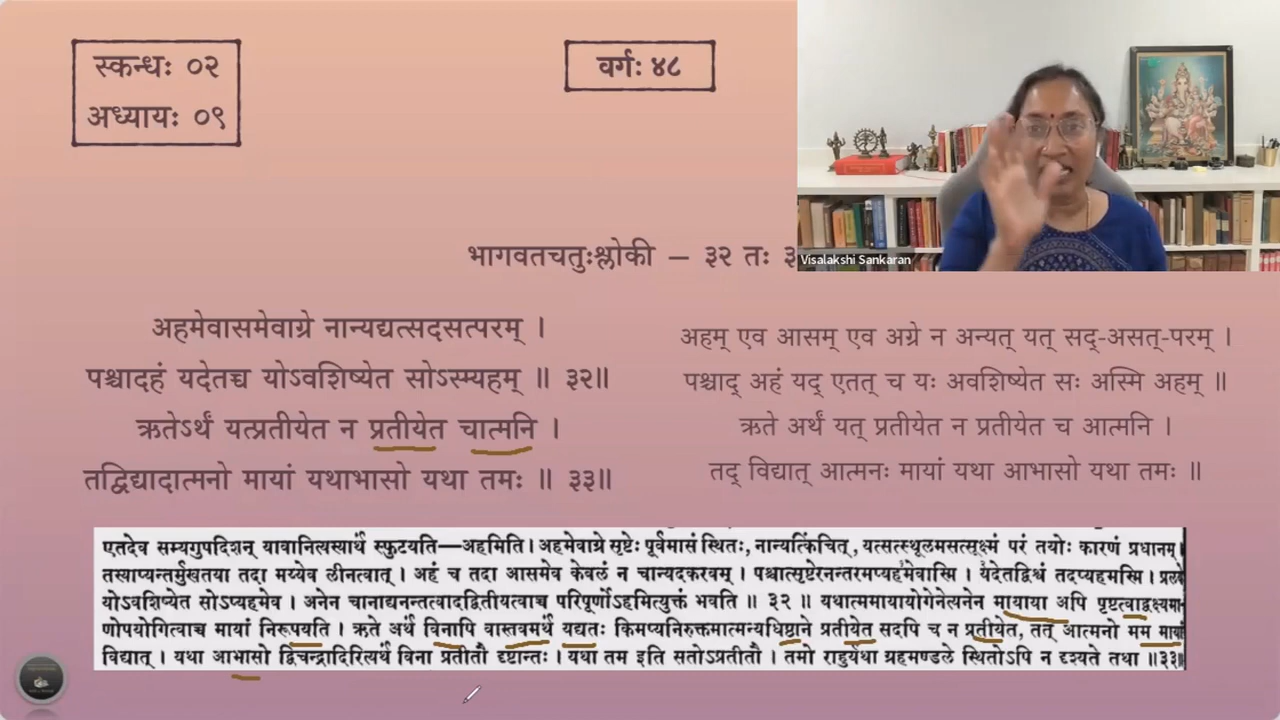 स्कन्धः ०२
अध्यायः ०९
वर्गः ४८
Visalakshi Sankaran
भागवतचतुःश्लोकी – ३२ तः
अहमेवासमेवाग्रे नान्यद्यत्सदसत्परम् ।
पश्चादहं यदेतच्च योऽवशिष्येत सोऽस्म्यहम् ॥ ३२॥
ऋतेऽर्थं यत्प्रतीयेत न प्रतीयेत चात्मनि ।
तद्विद्यादात्मनो मायां यथाभासो यथा तमः ॥ ३३॥
अहम् एव आसम् एव अग्रे न अन्यत् यत् सद्-असत्-परम् ।
पश्चाद् अहं यद् एतत् च यः अवशिष्येत सः अस्मि अहम् ॥
ऋते अर्थं यत् प्रतीयेत न प्रतीयेत च आत्मनि ।
तद् विद्यात् आत्मनः मायां यथा आभासो यथा तमः ॥
एतदेव सम्यगुपदिशन् यावानित्यस्यार्थं स्फुटयति—अहमिति । अहमेवाग्रे सृष्टेः पूर्वमासं स्थितः, नान्यत्किंचित्, यत्सत्स्थूलमसत्सूक्ष्मं परं तयोः कारणं प्रधानम् ।
तस्याप्यन्तर्मुखतया तदा मय्येव लीनत्वात् । अहं च तदा आसमेव केवलं न चान्यदकरवम् । पश्चात्सृष्टेरनन्तरमप्यहमेवास्मि । यदेतद्विश्वं तदप्यहमस्मि । प्रलये
योऽवशिष्येत सोऽप्यहमेव । अनेन चानाद्यनन्तत्वादद्वितीयत्वाच्च परिपूर्णोऽहमित्युक्तं भवति ॥ ३२ ॥ यथात्ममायायोगेनेत्यनेन मायाया अपि पृष्टत्वाद्वक्ष्यमा-
णोपयोगित्वाच्च मायां निरूपयति । ऋते अर्थं विनापि वास्तवमर्थं यद्यतः किमप्यनिरुक्तमात्मन्यधिष्ठाने प्रतीयेत सदपि च न प्रतीयेत, तत् आत्मनो मम मायां
विद्यात् । यथा आभासो द्विचन्द्रादिरित्यर्थं विना प्रतीतौ दृष्टान्तः । यथा तम इति सतोऽप्रतीतौ । तमो राहुर्यथा ग्रहमण्डले स्थितोऽपि न दृश्यते तथा ॥३३॥